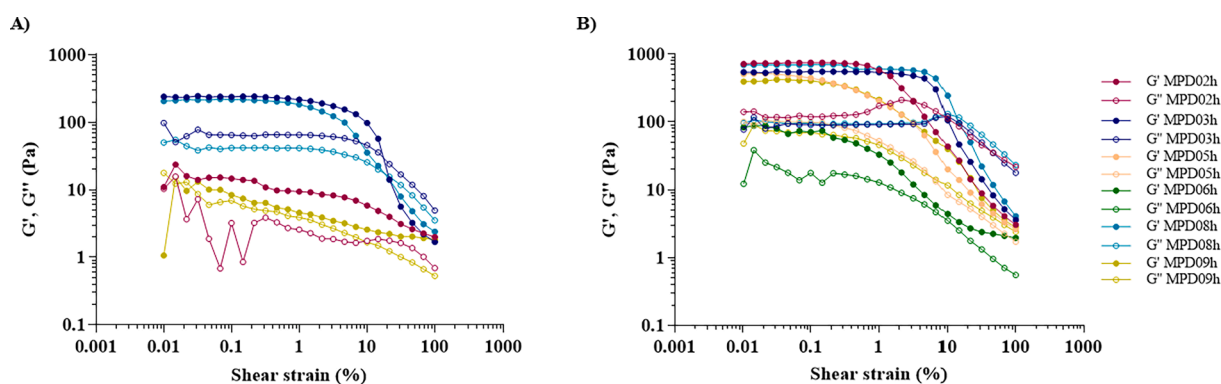 A)
1000
100
10
1
0.1
G', G'' (Pa)
0.001 0.01 0.1 1 10 100 1000
Shear strain (%)
B)
1000
100
10
1
0.1
G', G'' (Pa)
0.001 0.01 0.1 1 10 100 1000
Shear strain (%)
G' MPD02h
G'' MPD02h
G' MPD03h
G'' MPD03h
G' MPD05h
G'' MPD05h
G' MPD06h
G'' MPD06h
G' MPD08h
G'' MPD08h
G' MPD09h
G'' MPD09h